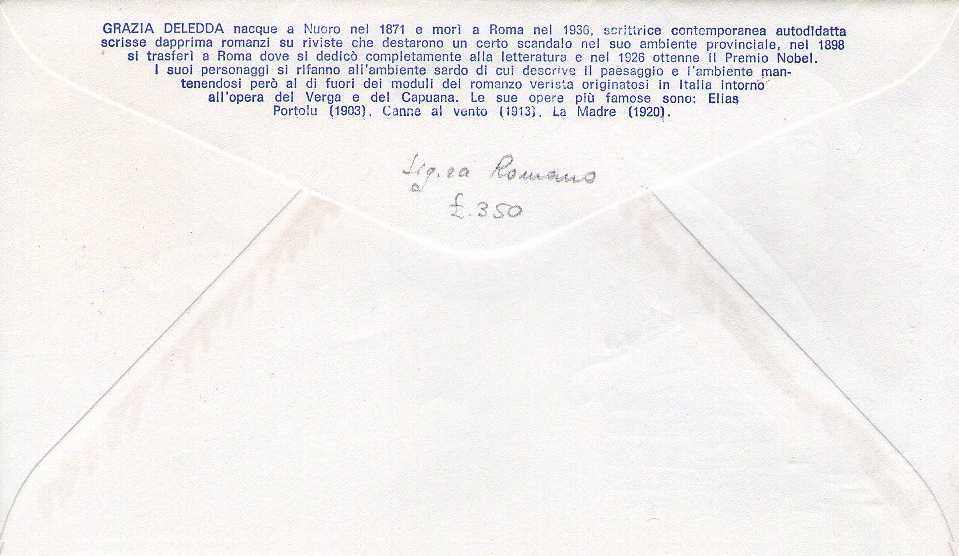 GRAZIA DELEDDA nacque a Nuoro nel 1871 e morì a Roma nel 1936, scrittrice contemporanea autodidatta
scrisse dapprima romanzi su riviste che destarono un certo scandalo nel suo ambiente provinciale, nel 1898
si trasferì a Roma dove si dedicò completamente alla letteratura e nel 1926 ottenne il Premio Nobel.
I suoi personaggi si rifanno all'ambiente sardo di cui descrive il paesaggio e l'ambiente man-
tenendosi però al di fuori dei moduli del romanzo verista originatosi in Italia intorno
all'opera del Verga e del Capuana. Le sue opere più famose sono: Elias
Portolu (1903), Canne al vento (1913), La Madre (1920).
Sig.ra Romano
£.350